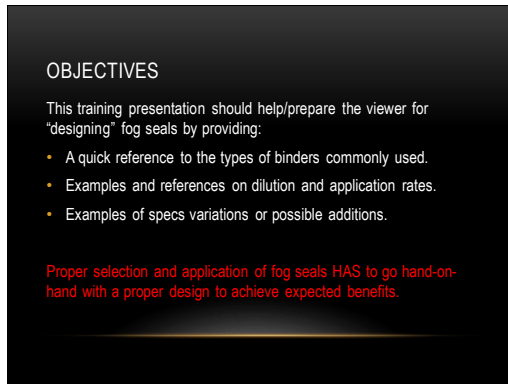 OBJECTIVES
This training presentation should help/prepare the viewer for
“designing” fog seals by providing:
• A quick reference to the types of binders commonly used.
• Examples and references on dilution and application rates.
• Examples of specs variations or possible additions.
Proper selection and application of fog seals HAS to go hand-on-
hand with a proper design to achieve expected benefits.